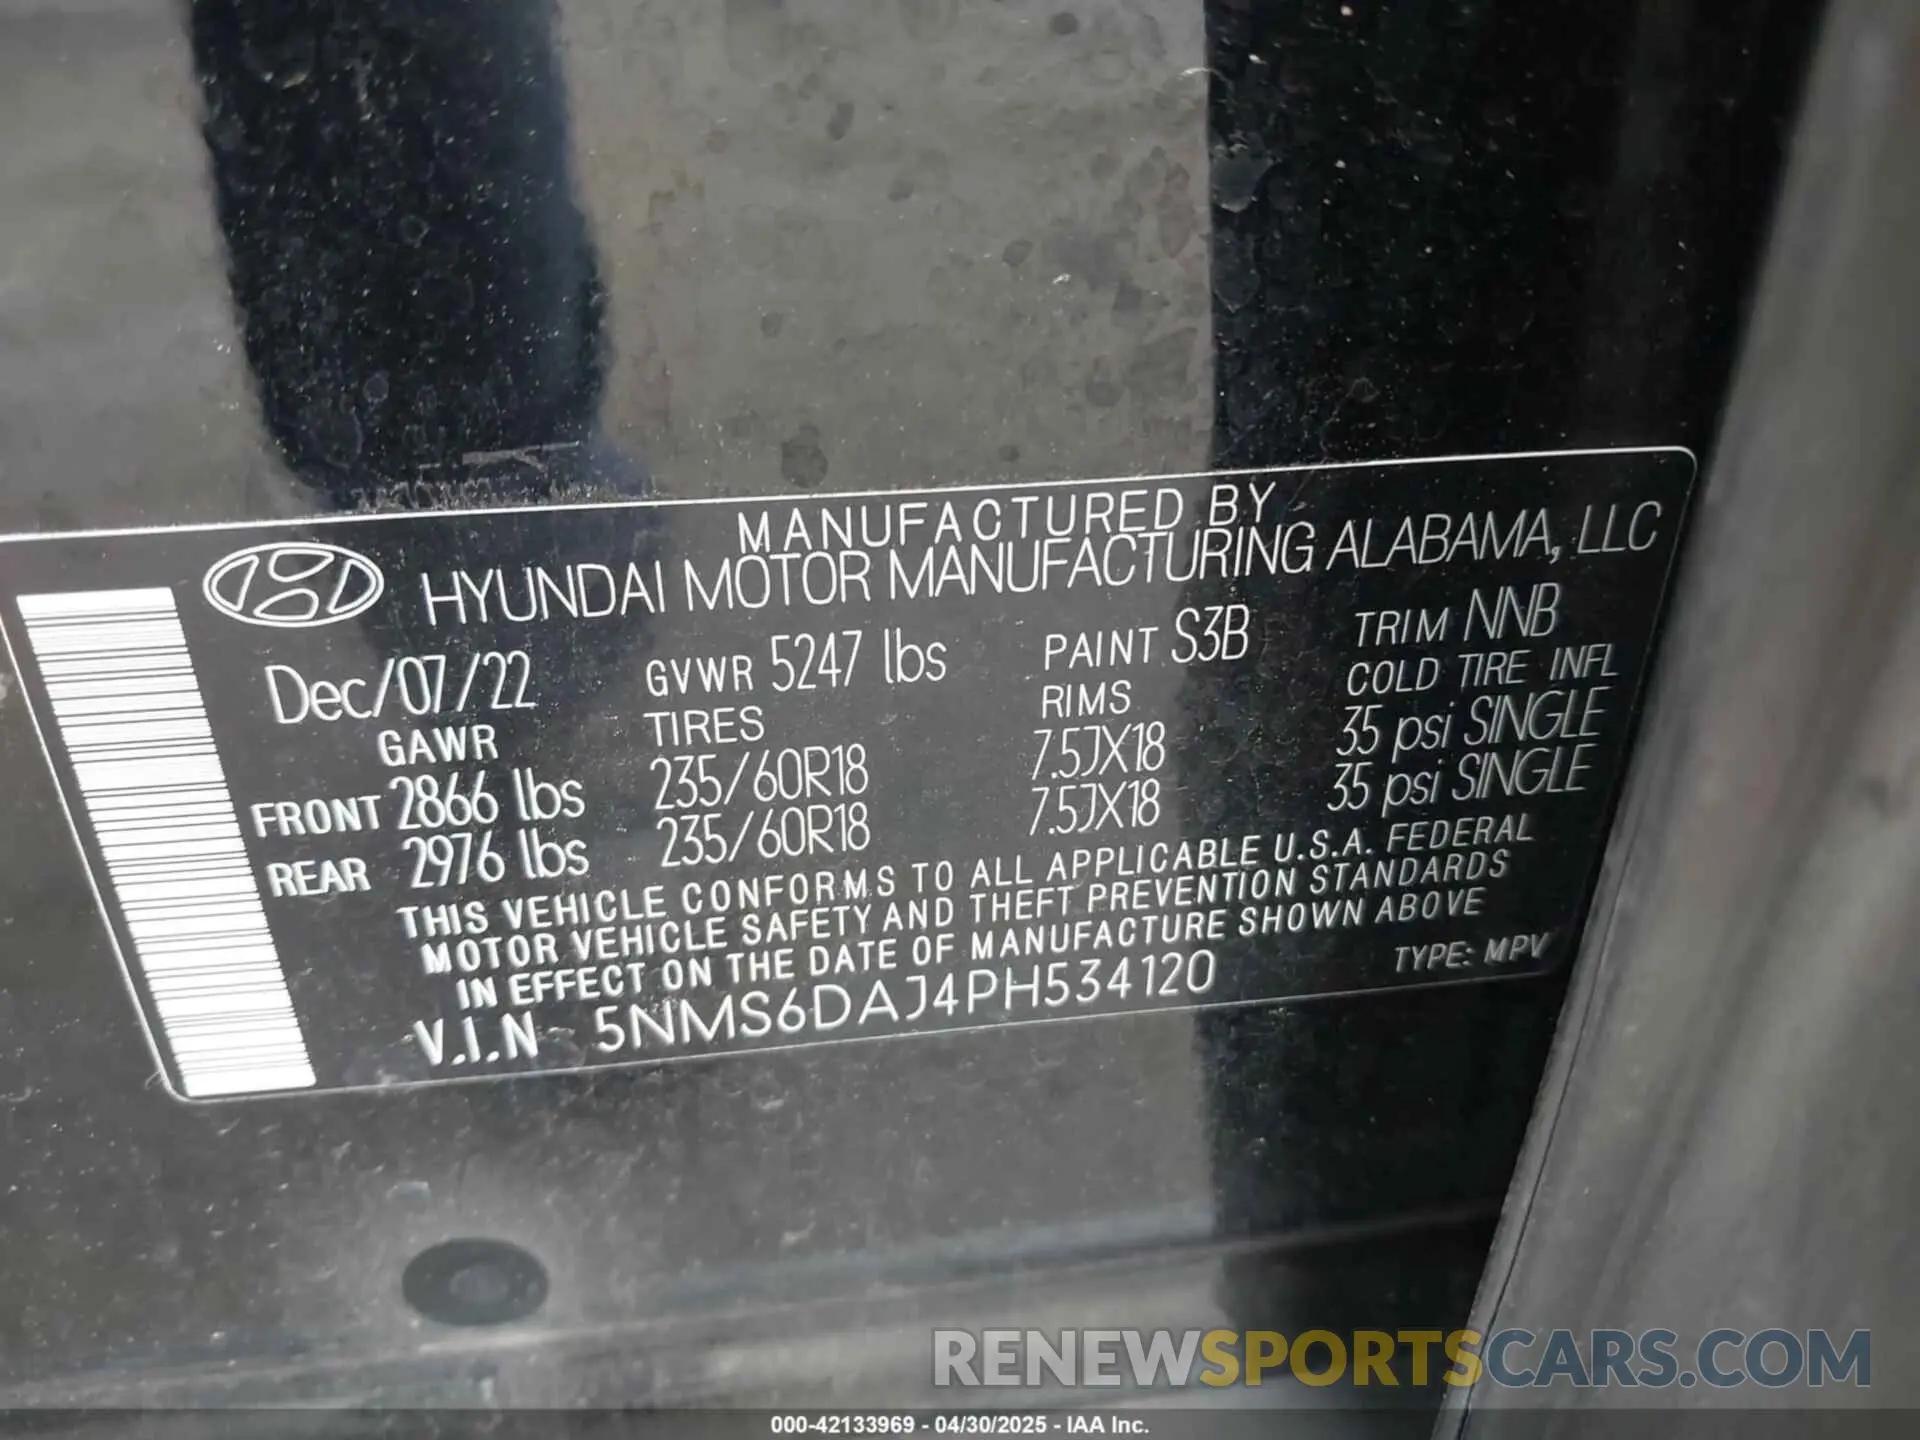 MANUFACTURED BY
HYUNDAI MOTOR MANUFACTURING ALABAMA, LLC
Dec/07/22 GVWR 5247 lbs PAINT S3B TRIM NNB
GAWR TIRES RIMS COLD TIRE INFL
FRONT 2866 lbs 235/60R18 7.5JX18 35 psi SINGLE
REAR 2976 lbs 235/60R18 7.5JX18 35 psi SINGLE
THIS VEHICLE CONFORMS TO ALL APPLICABLE U.S.A. FEDERAL
MOTOR VEHICLE SAFETY AND THEFT PREVENTION STANDARDS
IN EFFECT ON THE DATE OF MANUFACTURE SHOWN ABOVE
V.I.N 5NMS6DAJ4PH534120 TYPE: MPV
RENEWSPORTSCARS.COM
000-42133969 - 04/30/2025 - IAA Inc.